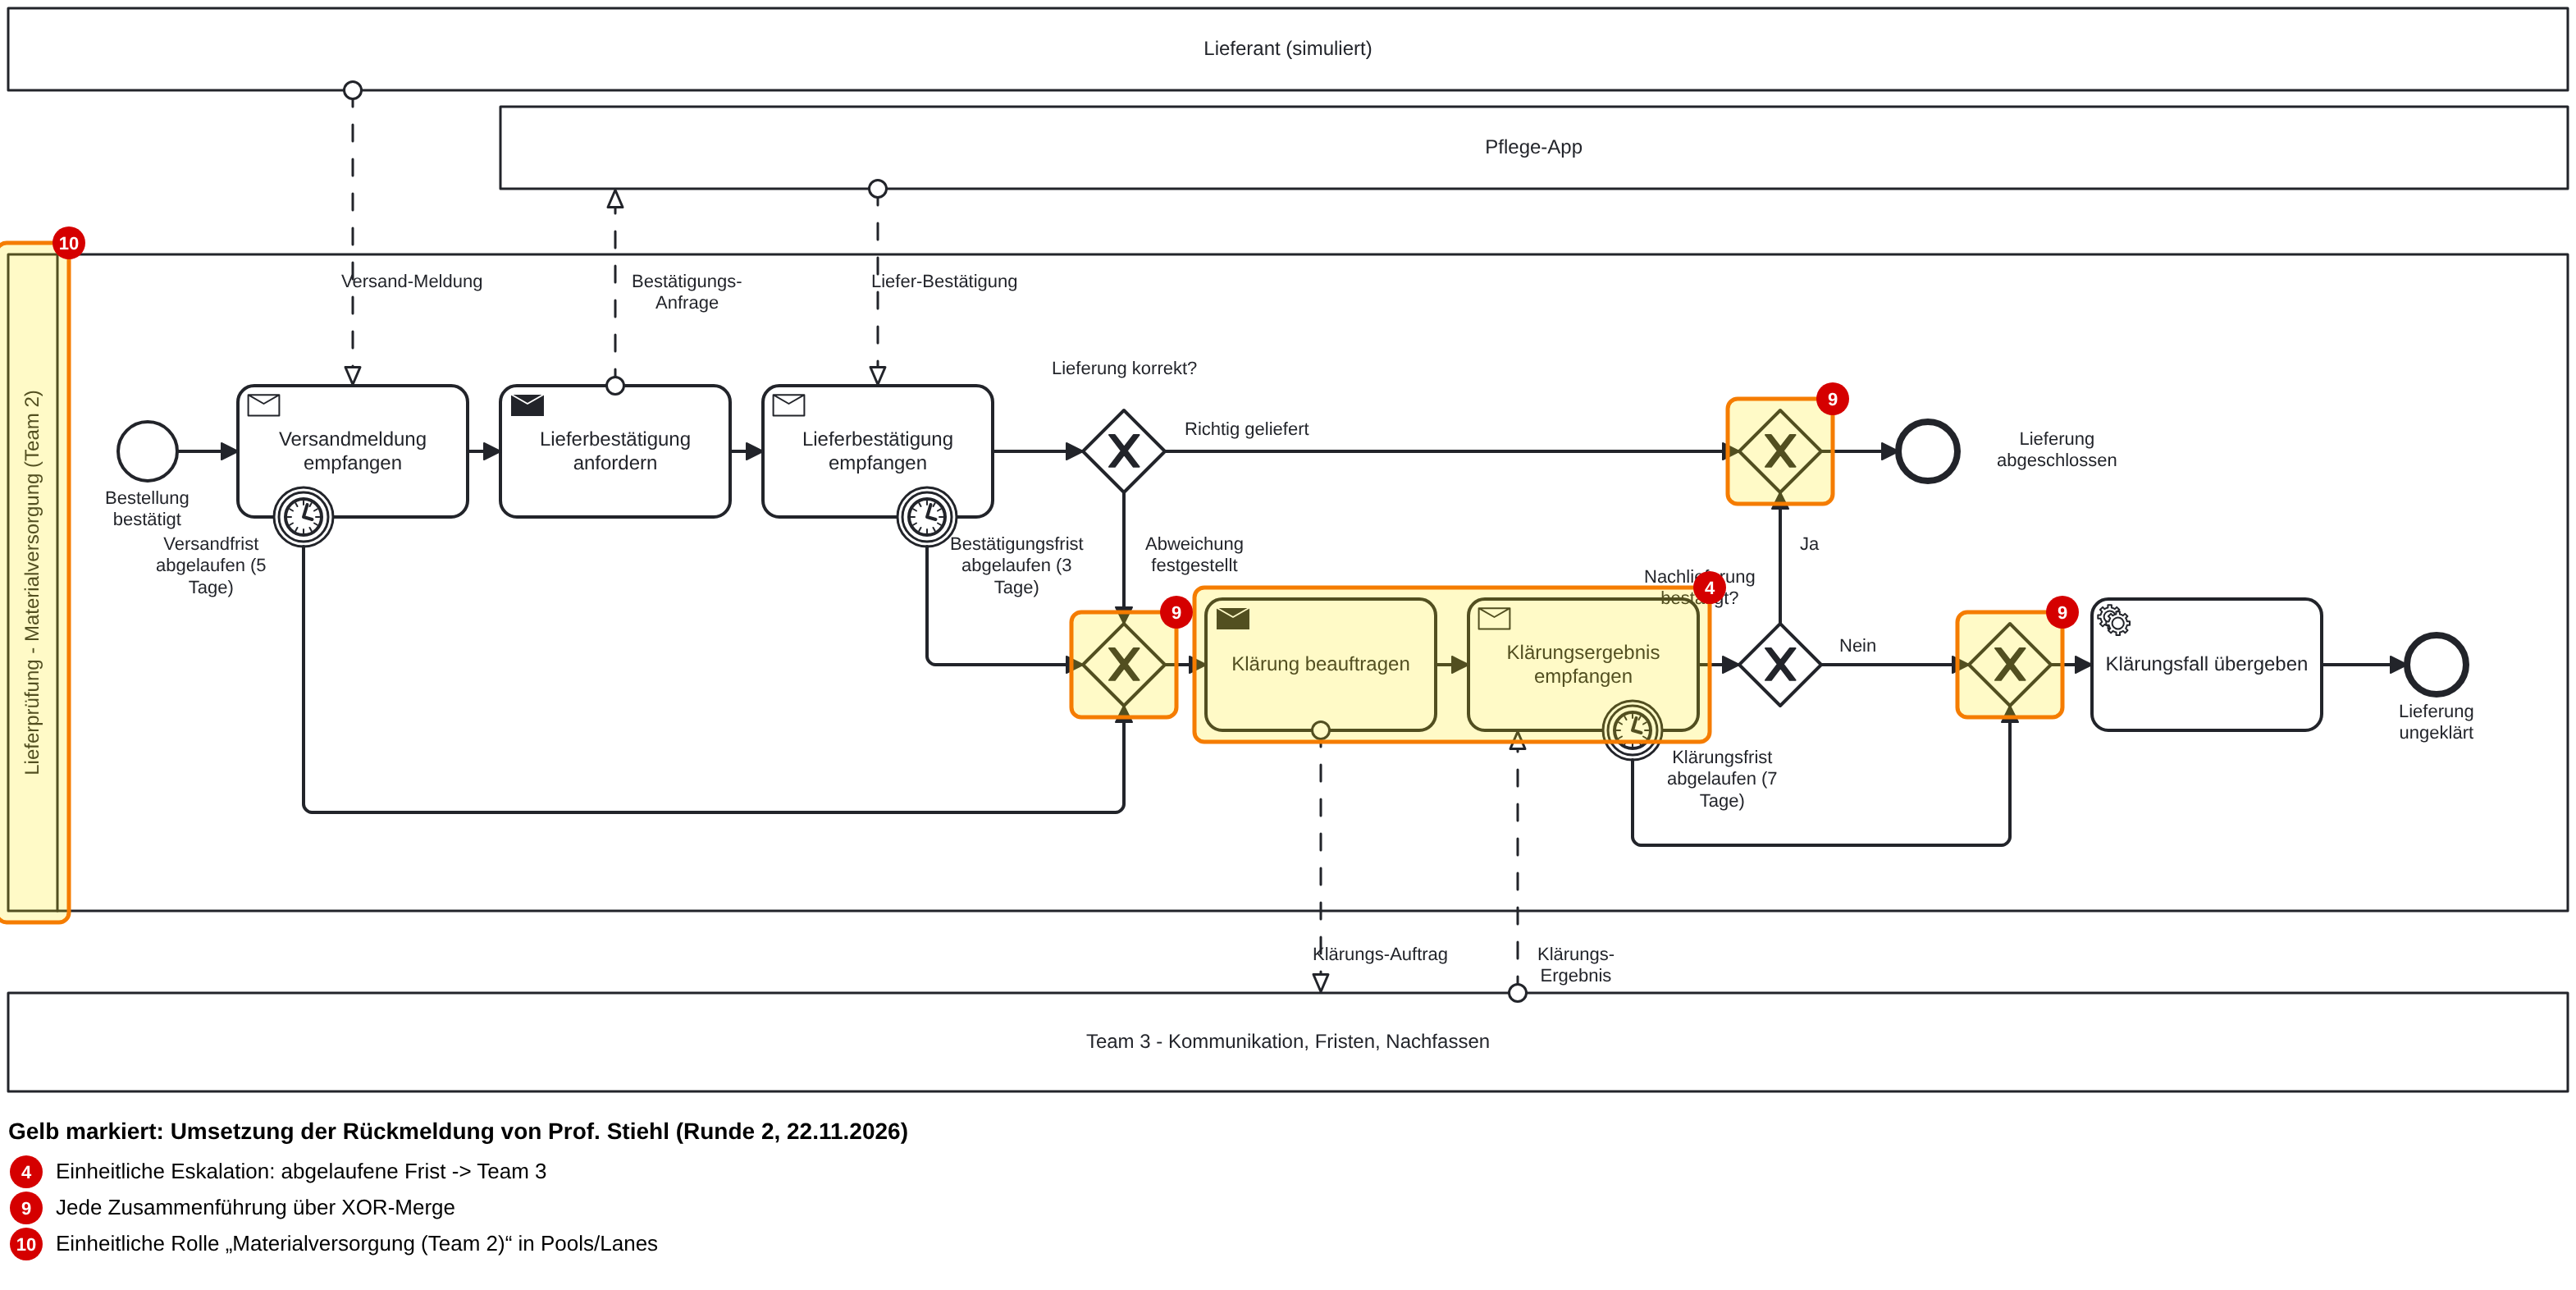 Lieferant (simuliert)
Pflege-App
10
Lieferprüfung - Materialversorgung (Team 2)
Versand-Meldung
Bestätigungs-
Anfrage
Liefer-Bestätigung
Bestellung
bestätigt
Versandmeldung
empfangen
Versandfrist
abgelaufen (5
Tage)
Lieferbestätigung
anfordern
Lieferbestätigung
empfangen
Bestätigungsfrist
abgelaufen (3
Tage)
Lieferung korrekt?
Richtig geliefert
Abweichung
festgestellt
9
Lieferung
abgeschlossen
Ja
9
Klärung beauftragen
4
Klärungsergebnis
empfangen
Nachlieferung
bestätigt?
Klärungsfrist
abgelaufen (7
Tage)
Nein
9
Klärungsfall übergeben
Lieferung
ungeklärt
Klärungs-Auftrag
Klärungs-
Ergebnis
Team 3 - Kommunikation, Fristen, Nachfassen
Gelb markiert: Umsetzung der Rückmeldung von Prof. Stiehl (Runde 2, 22.11.2026)
4 Einheitliche Eskalation: abgelaufene Frist -> Team 3
9 Jede Zusammenführung über XOR-Merge
10 Einheitliche Rolle „Materialversorgung (Team 2)“ in Pools/Lanes